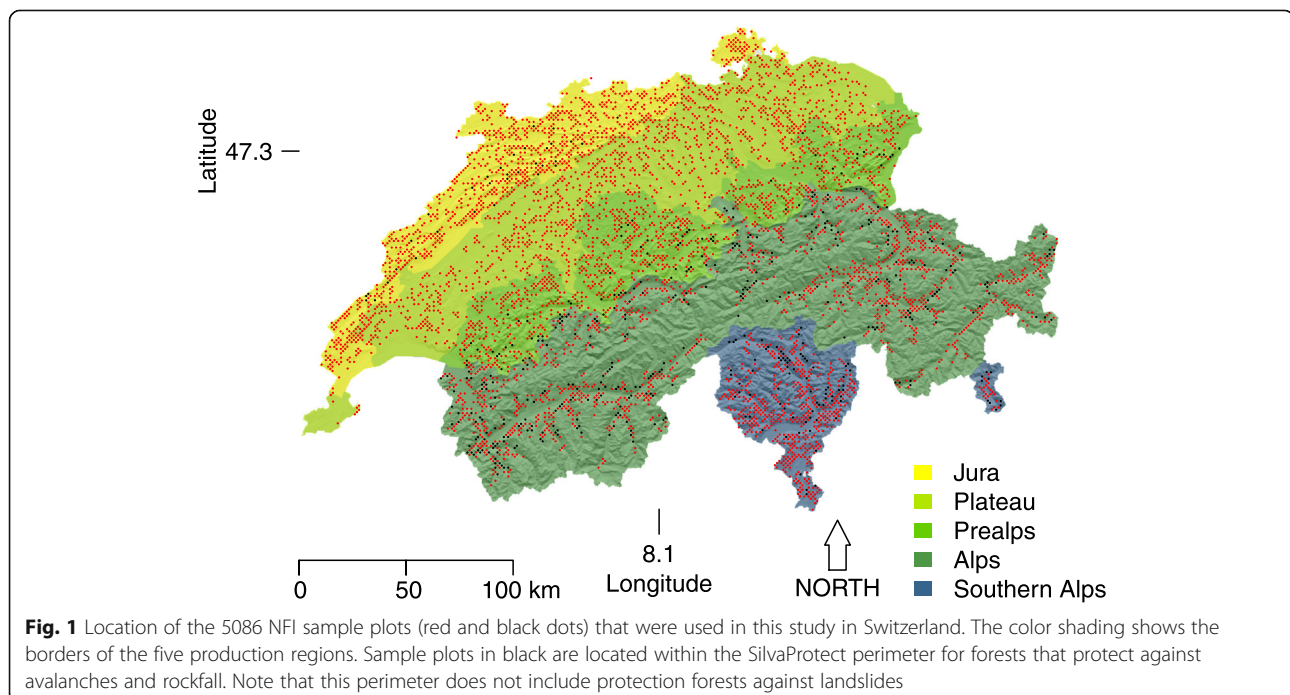 Latitude
47.3
Jura
Plateau
Prealps
Alps
Southern Alps
8.1
Longitude
NORTH
0 50 100 km
Fig. 1 Location of the 5086 NFI sample plots (red and black dots) that were used in this study in Switzerland. The color shading shows the
borders of the five production regions. Sample plots in black are located within the SilvaProtect perimeter for forests that protect against
avalanches and rockfall. Note that this perimeter does not include protection forests against landslides